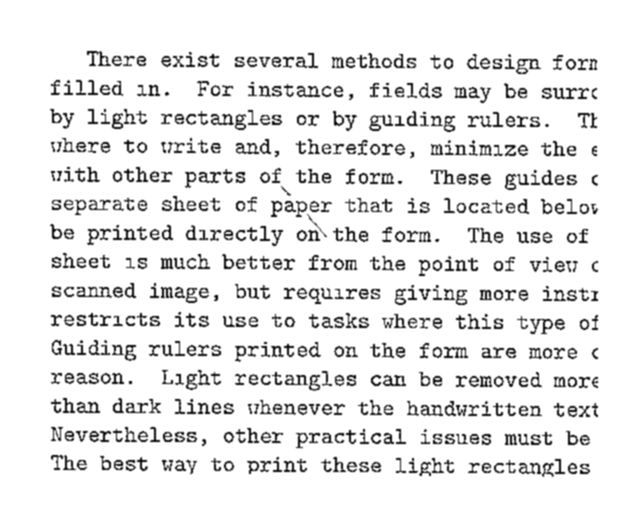 There exist several methods to design
filled in. For instance, fields may be
by light rectangles or by guiding rulers.
where to write and, therefore, minimize the
with other parts of the form. These guides
separate sheet of paper that is located
be printed directly on the form. The use of
sheet is much better from the point of view
scanned image, but requires giving more
restricts its use to tasks where this type of
Guiding rulers printed on the form are more
reason. Light rectangles can be removed more
than dark lines whenever the handwritten text
Nevertheless, other practical issues must be
The best way to print these light rectangles